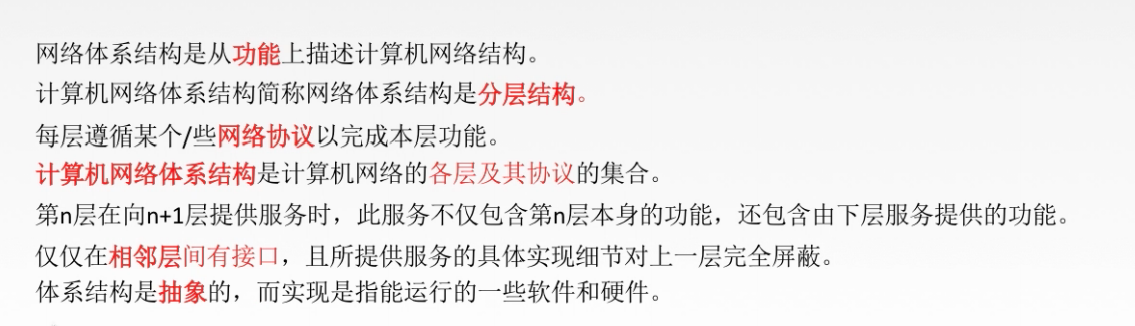 网络体系结构是从功能上描述计算机网络结构。
计算机网络体系结构简称网络体系结构是分层结构。
每层遵循某个/些网络协议以完成本层功能。
计算机网络体系结构是计算机网络的各层及其协议的集合。
第n层在向n+1层提供服务时，此服务不仅包含第n层本身的功能，还包含由下层服务提供的功能。
仅仅在相邻层间有接口，且所提供服务的具体实现细节对上一层完全屏蔽。
体系结构是抽象的，而实现是指能运行的一些软件和硬件。